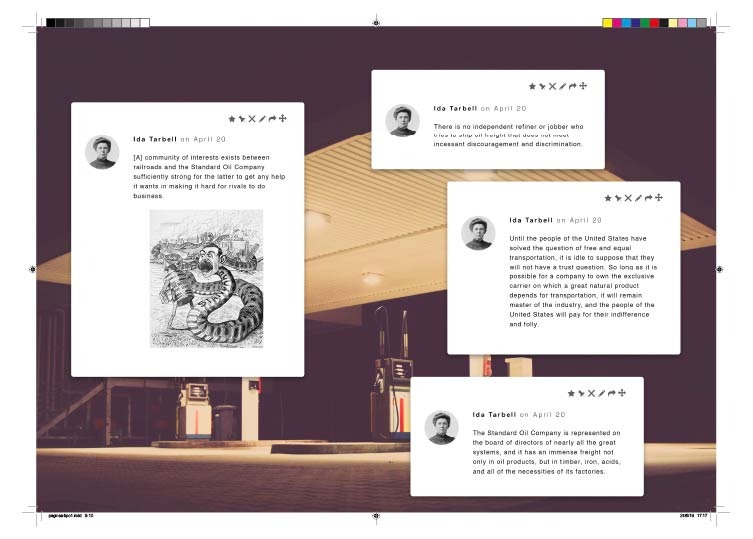 Ida Tarbell on April 20
[A] community of interests exists between
railroads and the Standard Oil Company
sufficiently strong for the latter to get any help
it wants in making it hard for rivals to do
business.
Ida Tarbell on April 20
There is no independent refiner or jobber who
tries to ship oil freight that does not meet
incessant discouragement and discrimination.
Ida Tarbell on April 20
Until the people of the United States have
solved the question of free and equal
transportation, it is idle to suppose that they
will not have a trust question. So long as it is
possible for a company to own the exclusive
carrier on which a great natural product
depends for transportation, it will remain
master of the industry, and the people of the
United States will pay for their indifference
and folly.
Ida Tarbell on April 20
The Standard Oil Company is represented on
the board of directors of nearly all the great
systems, and it has an immense freight not
only in oil products, but in timber, iron, acids,
and all of the necessities of its factories.